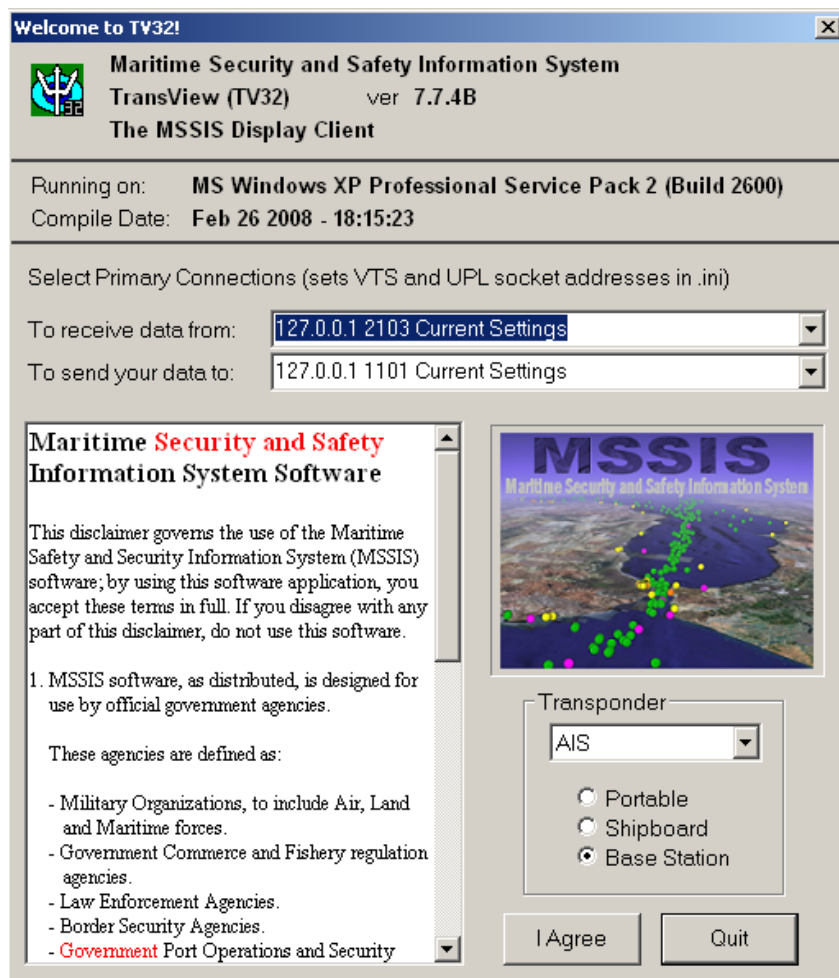 Welcome to TV32!
Maritime Security and Safety Information System
TransView (TV32) ver 7.7.4B
The MSSIS Display Client
32
Running on: MS Windows XP Professional Service Pack 2 (Build 2600)
Compile Date: Feb 26 2008 - 18:15:23
Select Primary Connections (sets VTS and UPL socket addresses in .ini)
To receive data from: 127.0.0.1 2103 Current Settings
To send your data to: 127.0.0.1 1101 Current Settings
Maritime Security and Safety
Information System Software
This disclaimer governs the use of the Maritime
Safety and Security Information System (MSSIS)
software; by using this software application, you
accept these terms in full. If you disagree with any
part of this disclaimer, do not use this software.
1. MSSIS software, as distributed, is designed for
use by official government agencies.
These agencies are defined as:
- Military Organizations, to include Air, Land
and Maritime forces.
- Government Commerce and Fishery regulation
agencies.
- Law Enforcement Agencies.
- Border Security Agencies.
- Government Port Operations and Security
MSSIS
Maritime Security and Safety Information System
Transponder
AIS
Portable
Shipboard
Base Station
I Agree
Quit